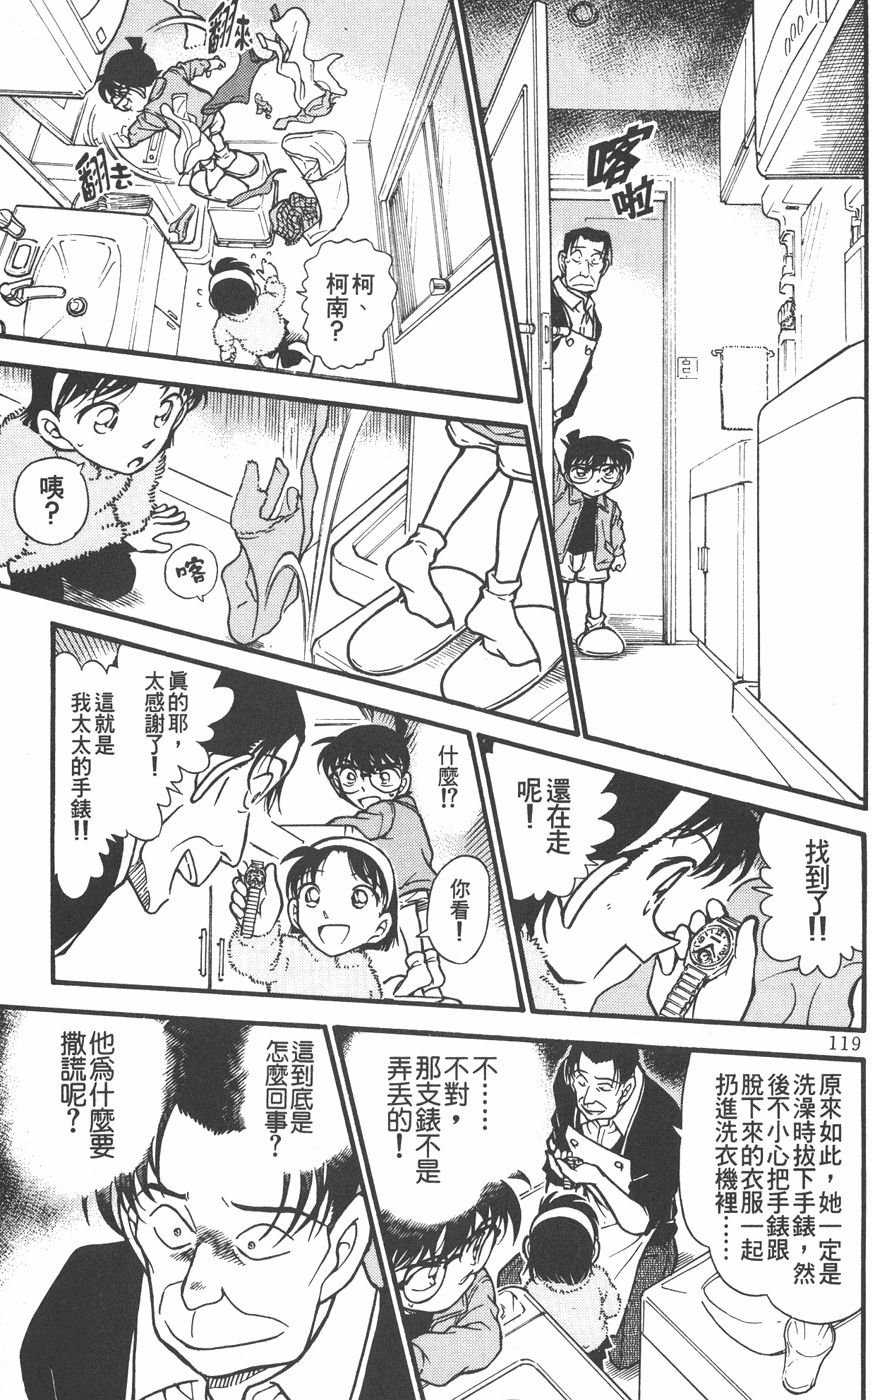 喀啦
翻來
翻去
柯、
柯南？
喀
咦？
找到了!!
還在走
呢！
什麼!?
你看！
眞的耶，
太感謝了！
這就是
我太太的手錶!!
119
原來如此，她一定是
洗澡時拔下手錶，然
後不小心把手錶跟
脫下來的衣服一起
扔進洗衣機裡……
不……
不對，
那支錶不是
弄丟的！
這到底是
怎麼回事？
他爲什麼要
撒謊呢？